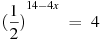 (1/2)^{14-4x} = 4